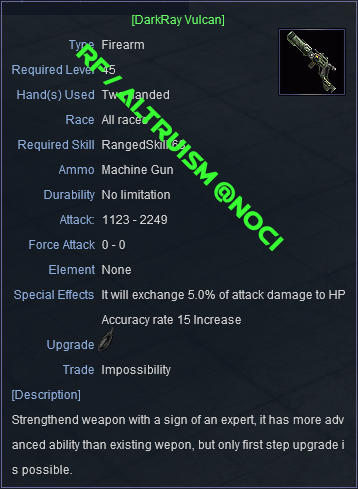 [DarkRay Vulcan]
Type Firearm
Required Level 45
Hand(s) Used Two Handed
Race All races
Required Skill RangedSkill
Ammo Machine Gun
Durability No limitation
Attack: 1123 - 2249
Force Attack 0 - 0
Element None
Special Effects It will exchange 5.0% of attack damage to HP
Accuracy rate 15 Increase
Upgrade
Trade Impossibility
[Description]
Strengthend weapon with a sign of an expert, it has more adv
anced ability than existing wepon, but only first step upgrade i
s possible.
RP/ ALTRUISM @NOCI